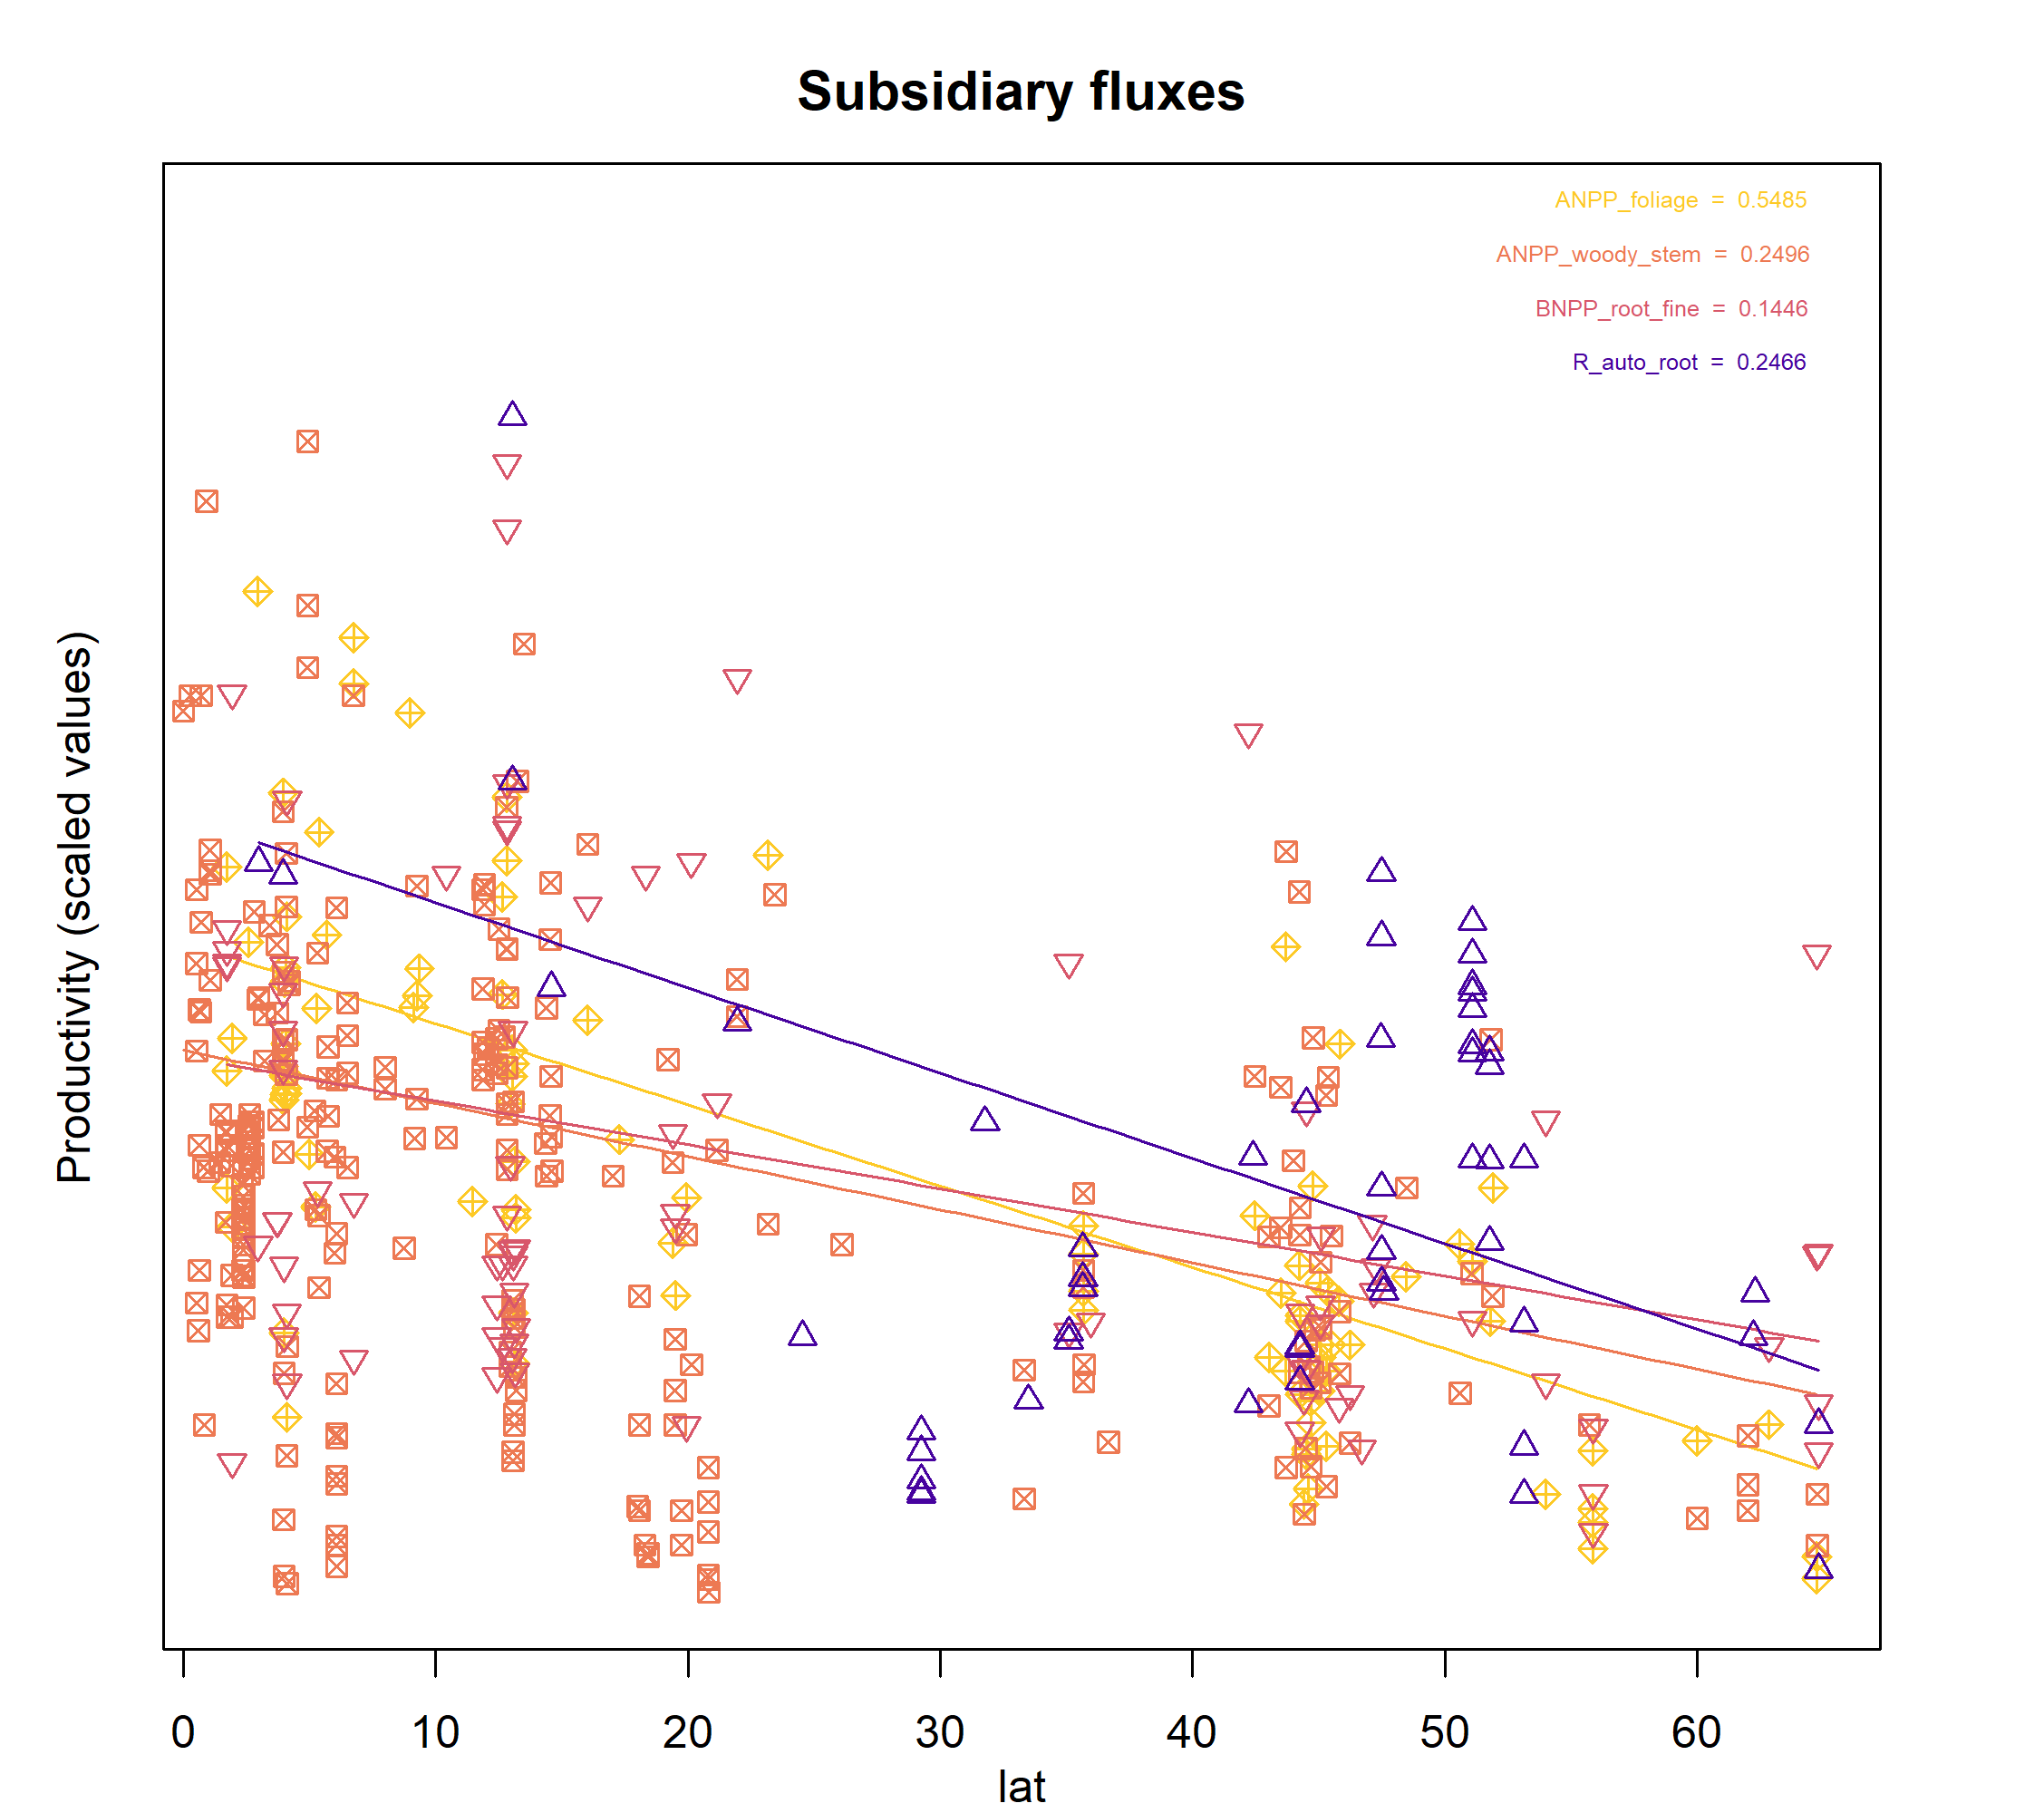 Subsidiary fluxes
ANPP_foliage = 0.5485
ANPP_woody_stem = 0.2496
BNPP_root_fine = 0.1446
R_auto_root = 0.2466
Productivity (scaled values)
0 10 20 30 40 50 60
lat